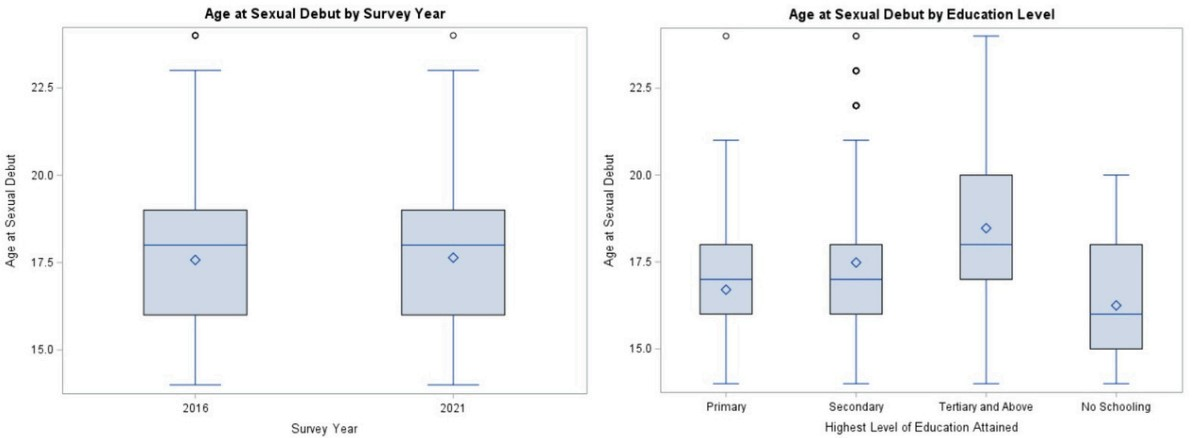 Age at Sexual Debut by Survey Year
Age at Sexual Debut
22.5
20.0
17.5
15.0
2016 2021
Survey Year
Age at Sexual Debut by Education Level
Age at Sexual Debut
22.5
20.0
17.5
15.0
Primary Secondary Tertiary and Above No Schooling
Highest Level of Education Attained